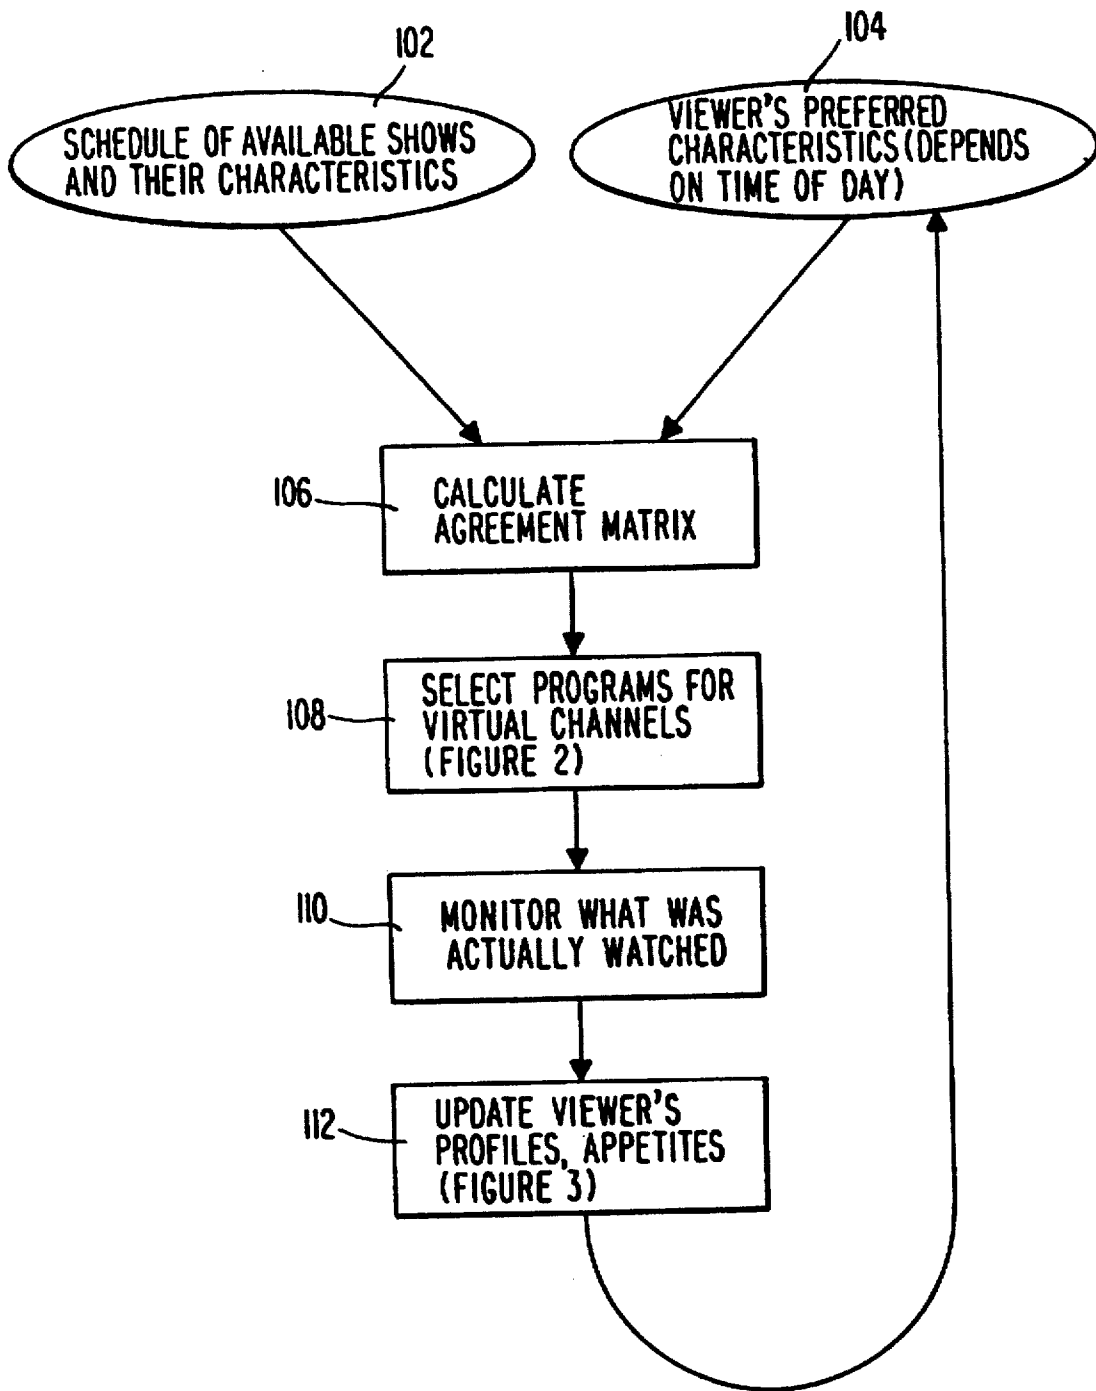 102
SCHEDULE OF AVAILABLE SHOWS
AND THEIR CHARACTERISTICS
104
VIEWER'S PREFERRED
CHARACTERISTICS (DEPENDS
ON TIME OF DAY)
106
CALCULATE
AGREEMENT MATRIX
108
SELECT PROGRAMS FOR
VIRTUAL CHANNELS
(FIGURE 2)
110
MONITOR WHAT WAS
ACTUALLY WATCHED
112
UPDATE VIEWER'S
PROFILES, APPETITES
(FIGURE 3)